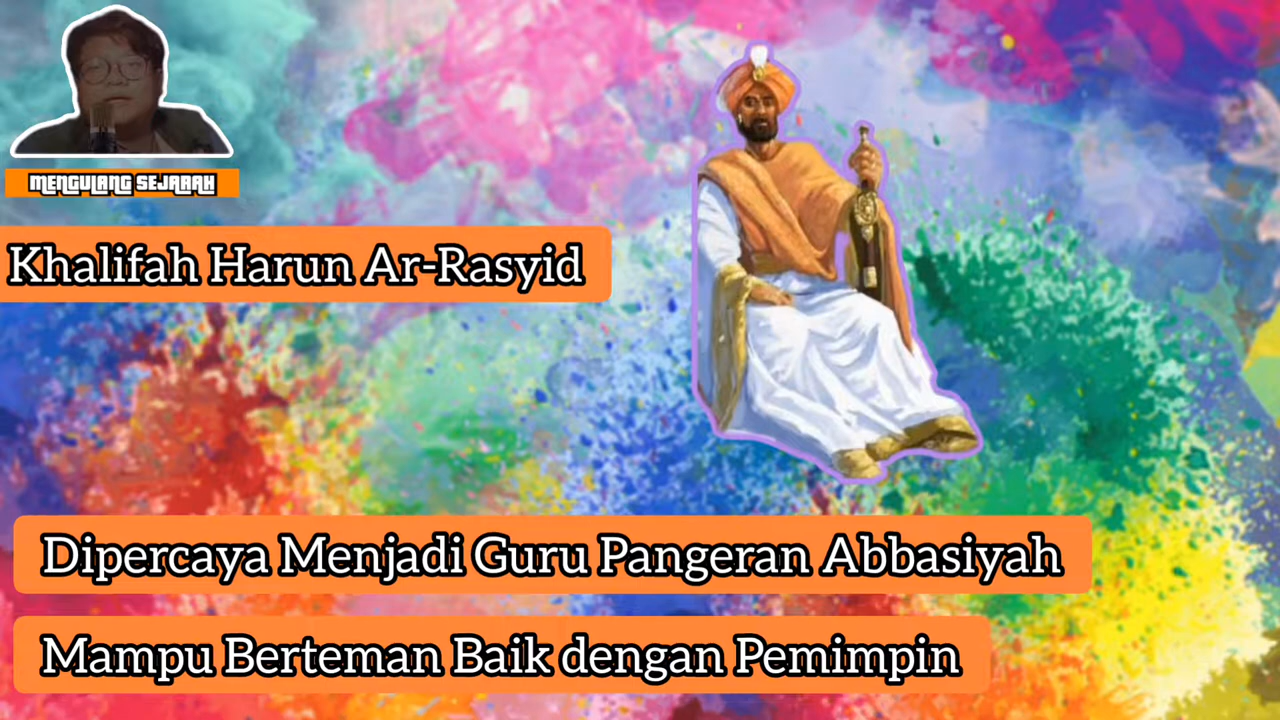 MENGULANG SEJARAH
Khalifah Harun Ar-Rasyid
Dipercaya Menjadi Guru Pangeran Abbasiyah
Mampu Berteman Baik dengan Pemimpin